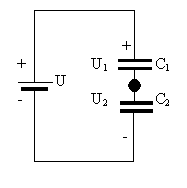 +
+
U₁ C₁
U
-
U₂ C₂
-